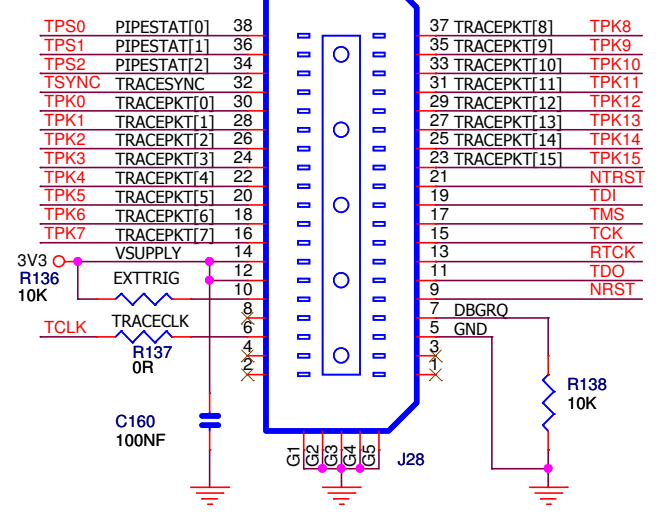 TPS0 PIPESTAT[0] 38 37 TRACEPKT[8] TPK8
TPS1 PIPESTAT[1] 36 35 TRACEPKT[9] TPK9
TPS2 PIPESTAT[2] 34 33 TRACEPKT[10] TPK10
TSYNC TRACESYNC 32 31 TRACEPKT[11] TPK11
TPK0 TRACEPKT[0] 30 29 TRACEPKT[12] TPK12
TPK1 TRACEPKT[1] 28 27 TRACEPKT[13] TPK13
TPK2 TRACEPKT[2] 26 25 TRACEPKT[14] TPK14
TPK3 TRACEPKT[3] 24 23 TRACEPKT[15] TPK15
TPK4 TRACEPKT[4] 22 21 NTRST
TPK5 TRACEPKT[5] 20 19 TDI
TPK6 TRACEPKT[6] 18 17 TMS
TPK7 TRACEPKT[7] 16 15 TCK
3V3 VSUPPLY 14 13 RTCK
R136 12 11 TDO
10K EXTTRIG 10 9 NRST
8 7 DBGRQ
TCLK TRACECLK 6 5 GND
R137 4 3
0R 2 1
R138
10K
C160
100NF
G1 G2 G3 G4 G5 J28